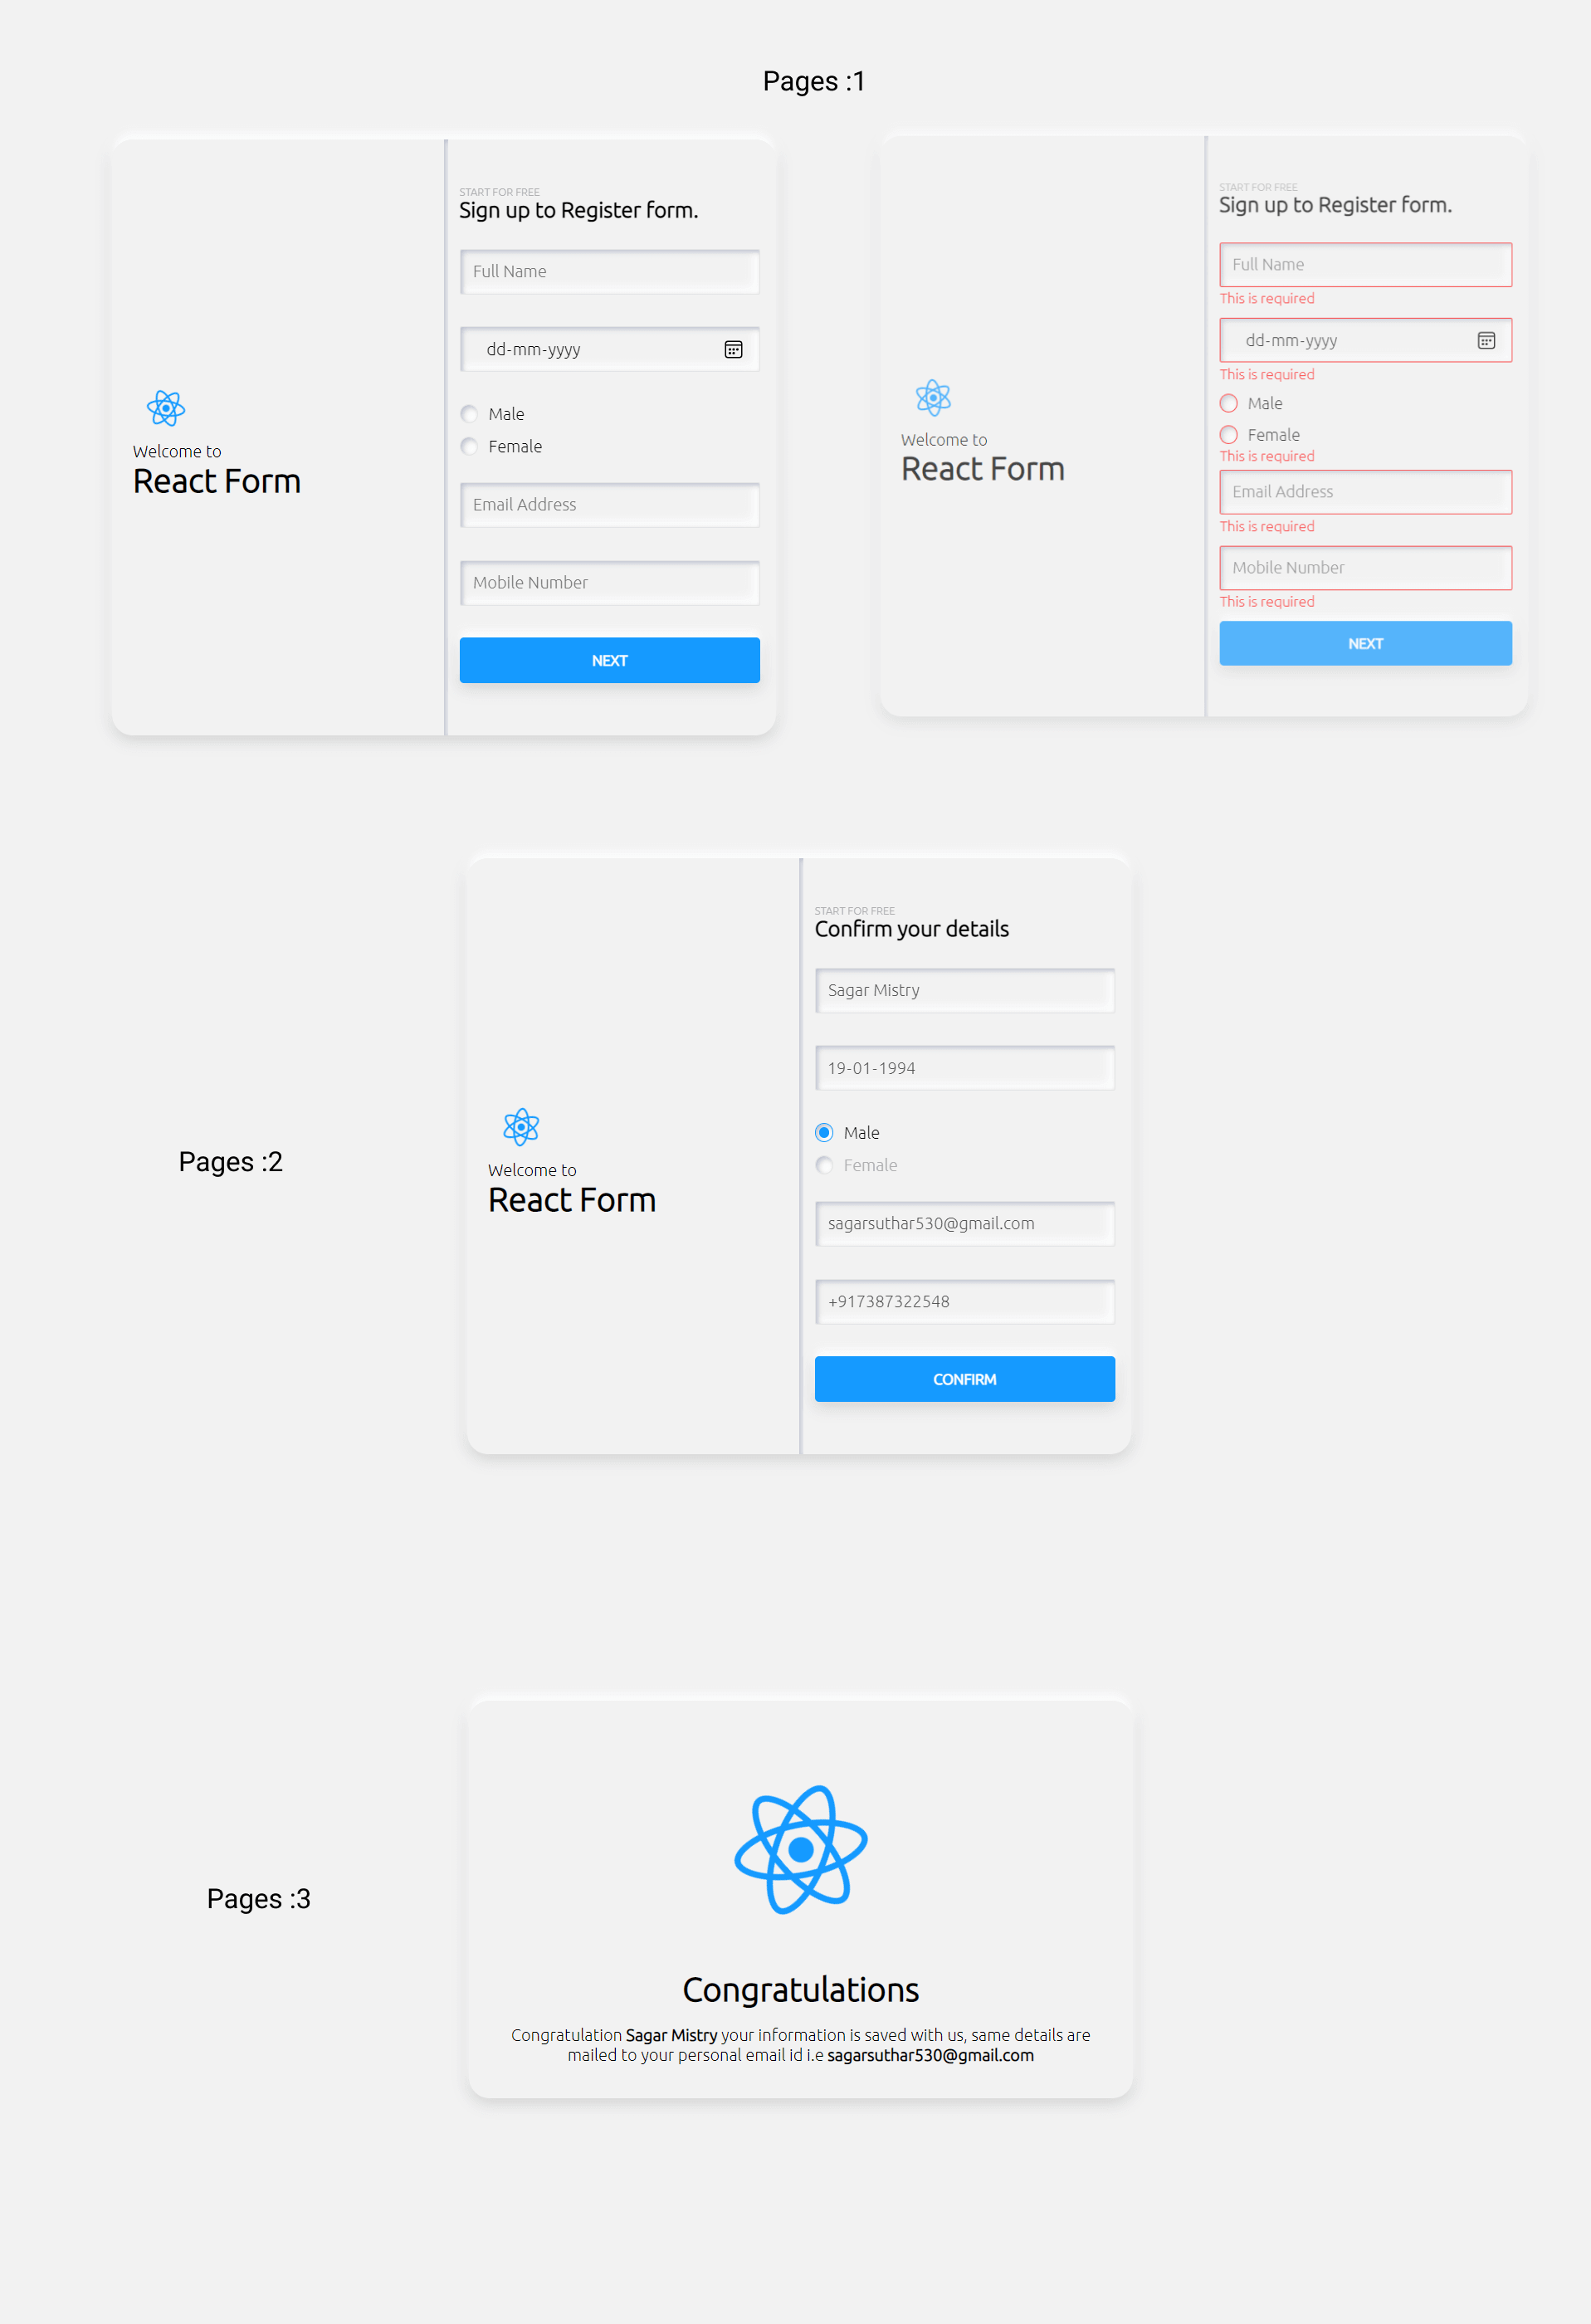 Pages :1
START FOR FREE
Sign up to Register form.
Full Name
dd-mm-yyyy
Male
Female
Email Address
Mobile Number
NEXT
Welcome to
React Form
START FOR FREE
Sign up to Register form.
Full Name
This is required
dd-mm-yyyy
This is required
Male
Female
This is required
Email Address
This is required
Mobile Number
This is required
NEXT
Welcome to
React Form
Pages :2
Welcome to
React Form
START FOR FREE
Confirm your details
Sagar Mistry
19-01-1994
Male
Female
sagarsuthar530@gmail.com
+917387322548
CONFIRM
Pages :3
Congratulations
Congratulation Sagar Mistry your information is saved with us, same details are
mailed to your personal email id i.e sagarsuthar530@gmail.com